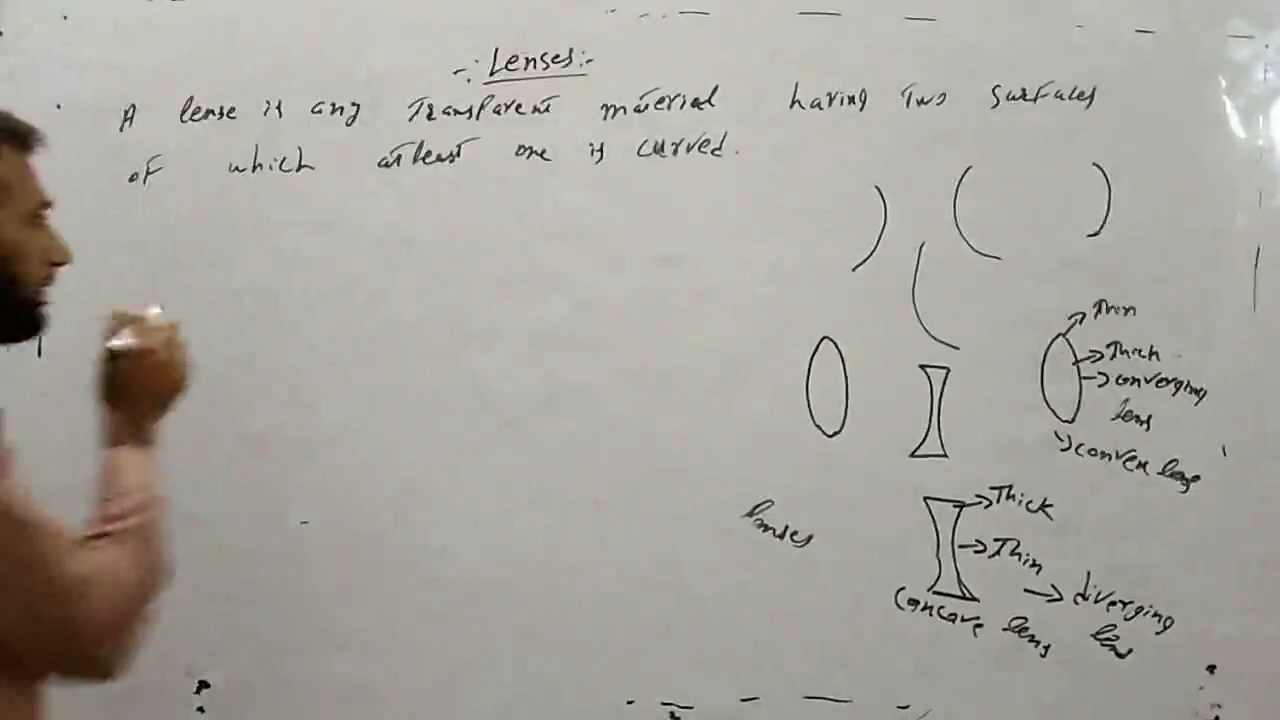 -: Lenses:-
A lense is any Transparent material having Two surfaces
of which atleast one is curved.
Thin
Thick
converging
lens
convex lens
lenses
Thick
Thin
diverging
lens
Concave lens